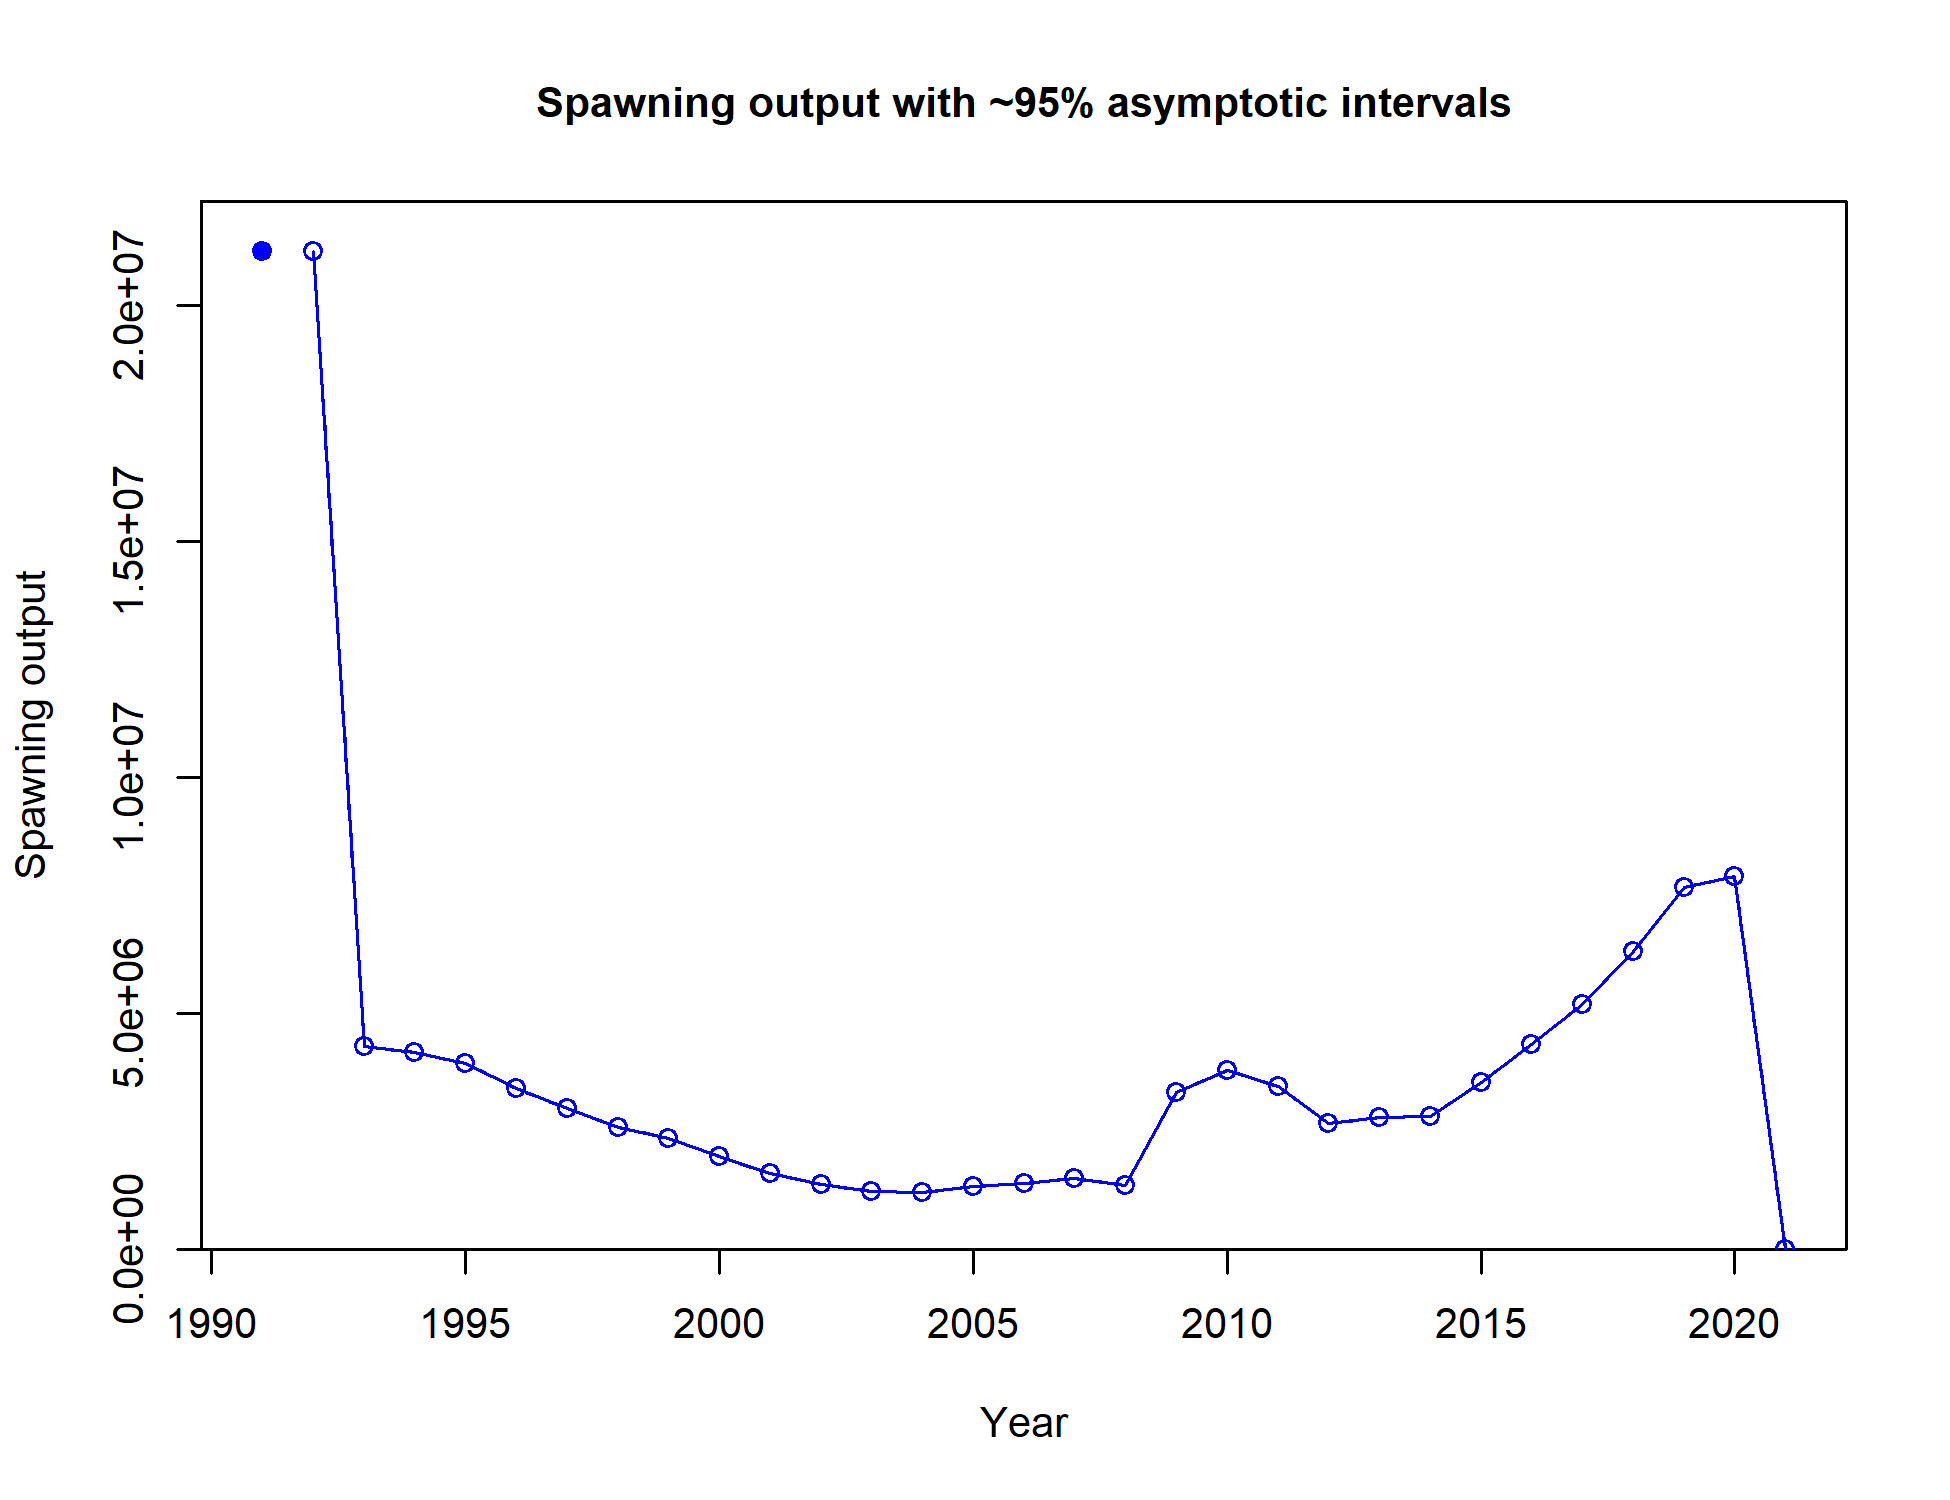 Spawning output with ~95% asymptotic intervals
Spawning output
2.0e+07
1.5e+07
1.0e+07
5.0e+06
0.0e+00
1990 1995 2000 2005 2010 2015 2020
Year